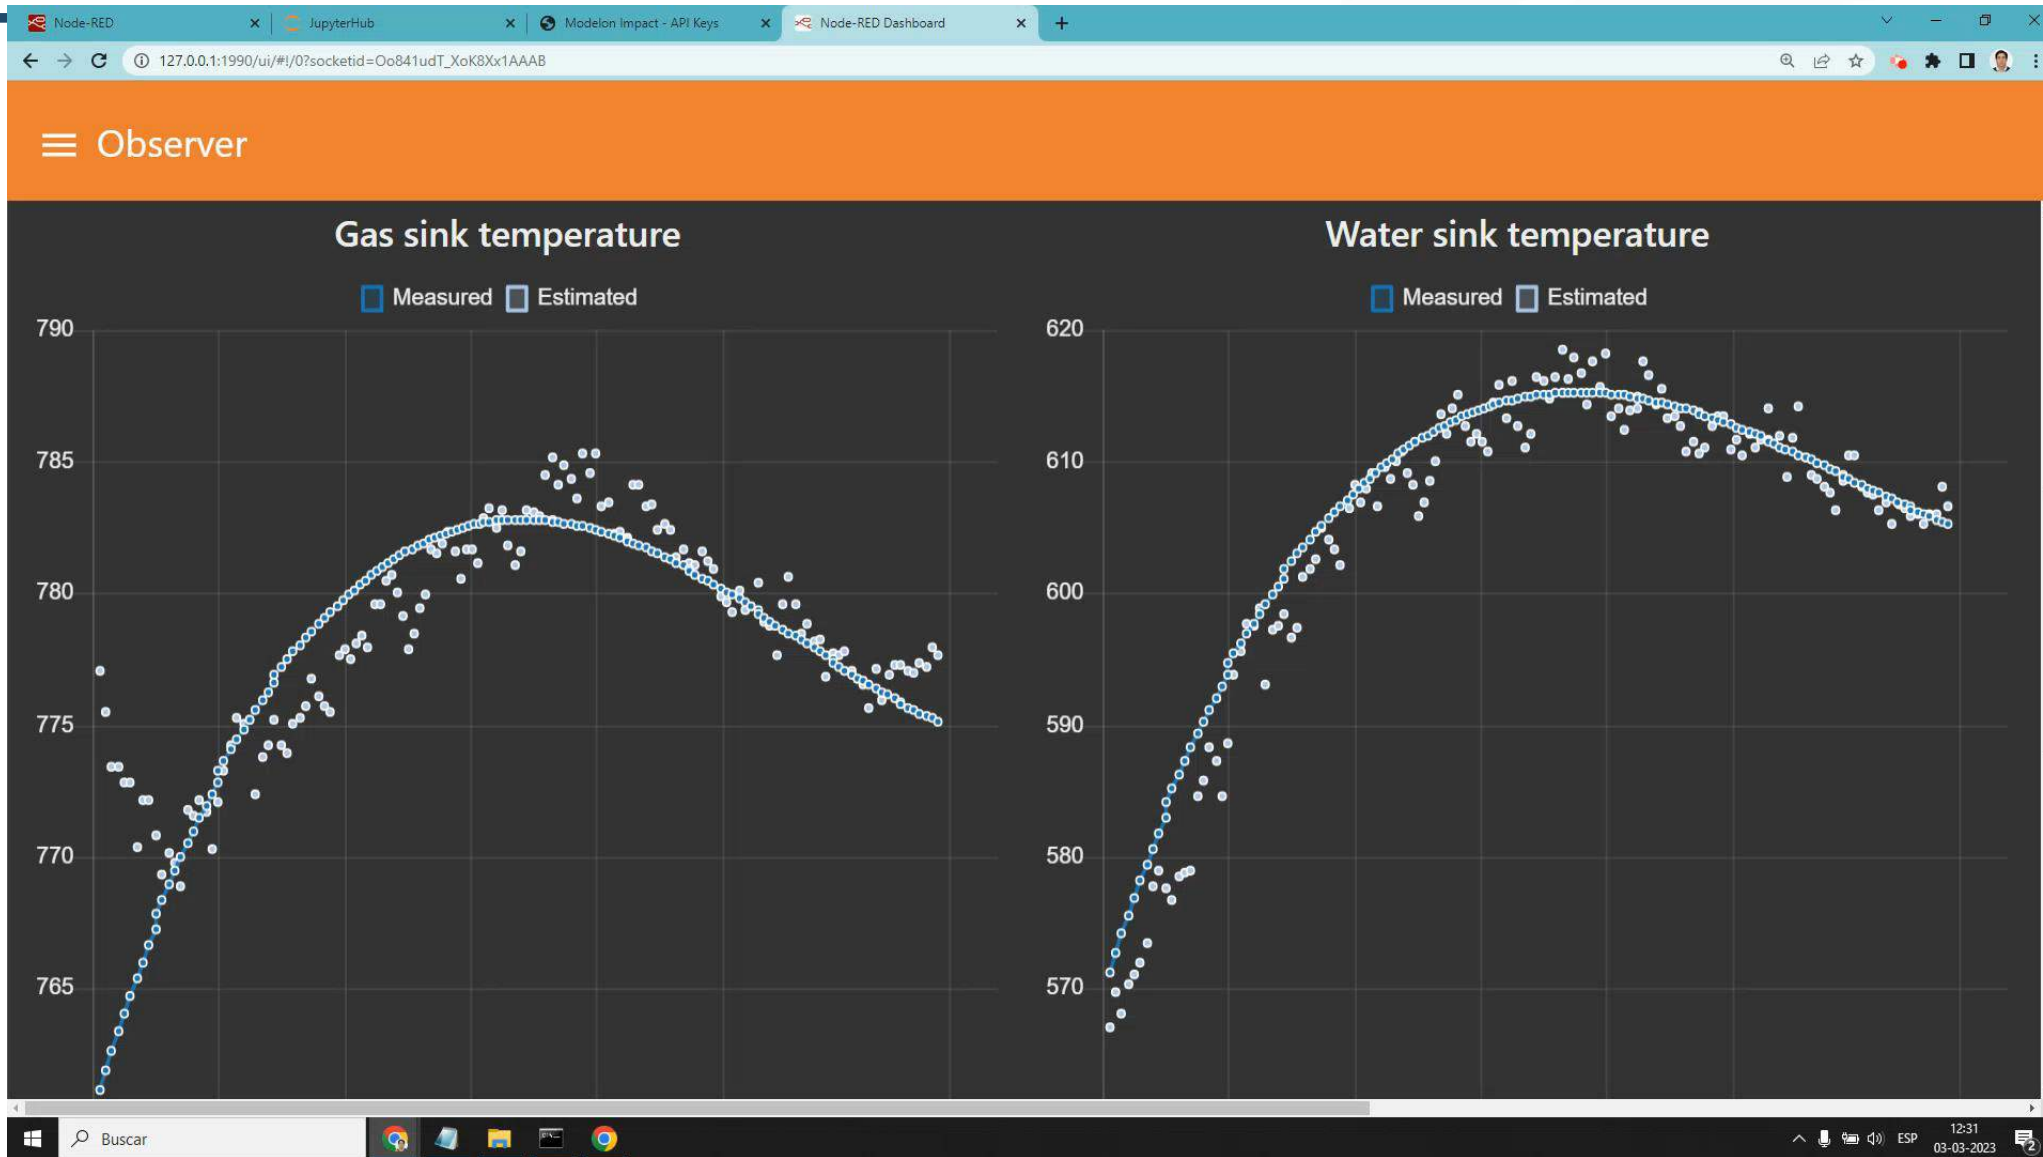 Node-RED
JupyterHub
Modelon Impact - API Keys
Node-RED Dashboard
127.0.0.1:1990/ui/#!/0?socketid=Oo841udT_XoK8Xx1AAAB
Observer
Gas sink temperature
Measured Estimated
790
785
780
775
770
765
Water sink temperature
Measured Estimated
620
610
600
590
580
570
Buscar
ESP
12:31
03-03-2023
2